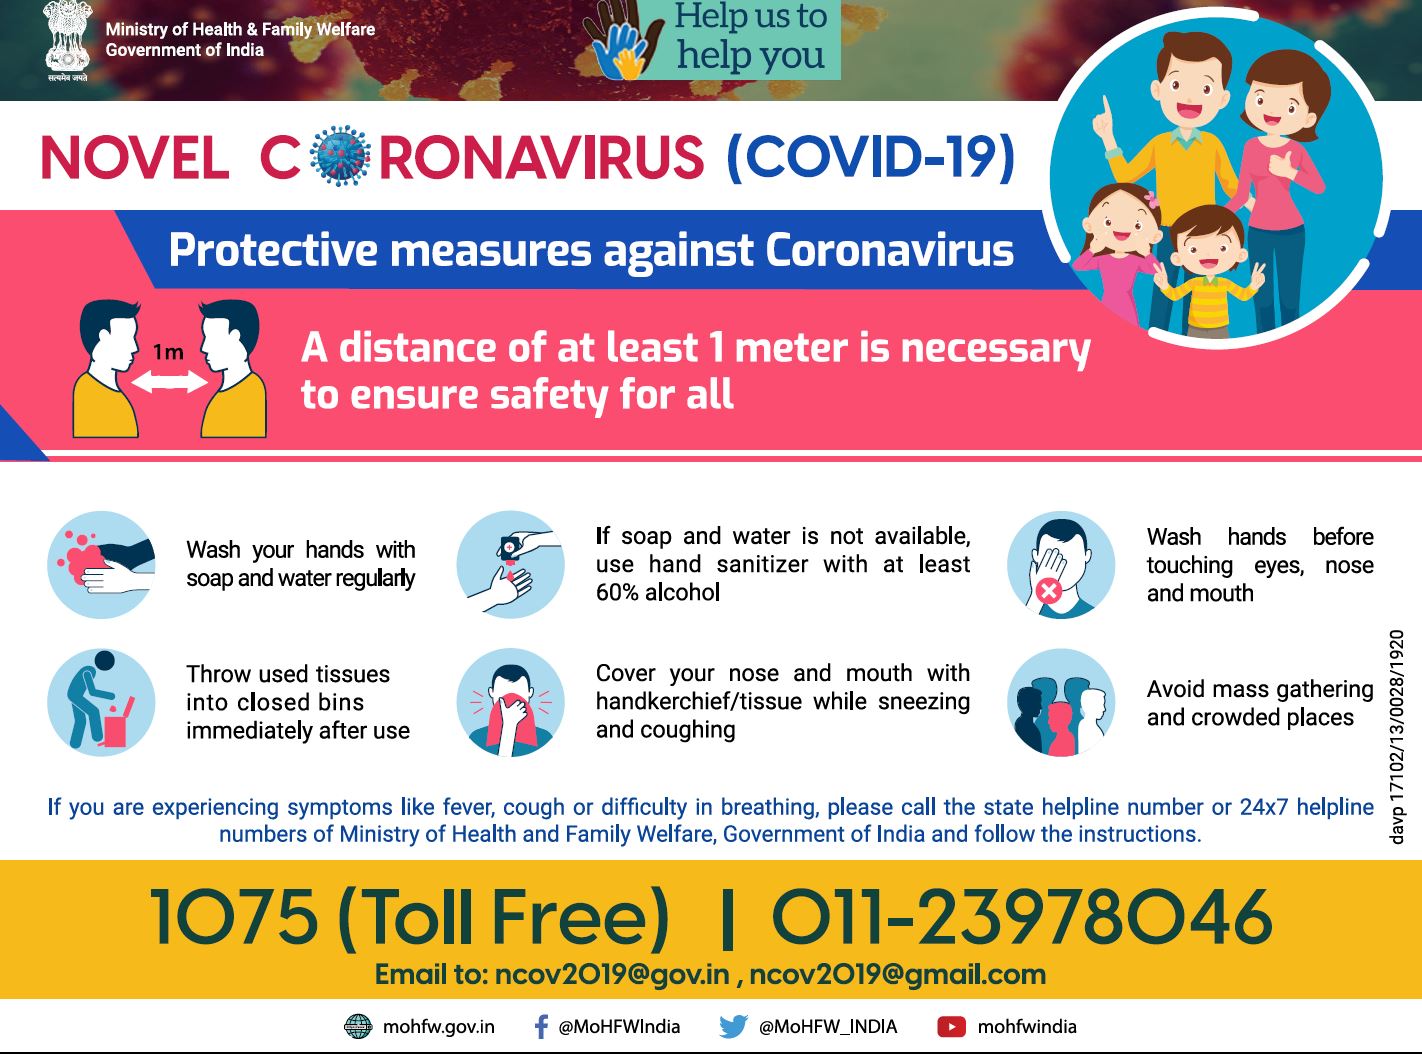 Ministry of Health & Family Welfare
Government of India
सत्यमेव जयते
Help us to
help you
NOVEL CORONAVIRUS (COVID-19)
Protective measures against Coronavirus
1m
A distance of at least 1 meter is necessary
to ensure safety for all
Wash your hands with
soap and water regularly
If soap and water is not available,
use hand sanitizer with at least
60% alcohol
Wash hands before
touching eyes, nose
and mouth
Throw used tissues
into closed bins
immediately after use
Cover your nose and mouth with
handkerchief/tissue while sneezing
and coughing
Avoid mass gathering
and crowded places
davp 17102/13/0028/1920
If you are experiencing symptoms like fever, cough or difficulty in breathing, please call the state helpline number or 24x7 helpline
numbers of Ministry of Health and Family Welfare, Government of India and follow the instructions.
1075 (Toll Free) | 011-23978046
Email to: ncov2019@gov.in , ncov2019@gmail.com
mohfw.gov.in @MoHFWIndia @MoHFW_INDIA mohfwindia